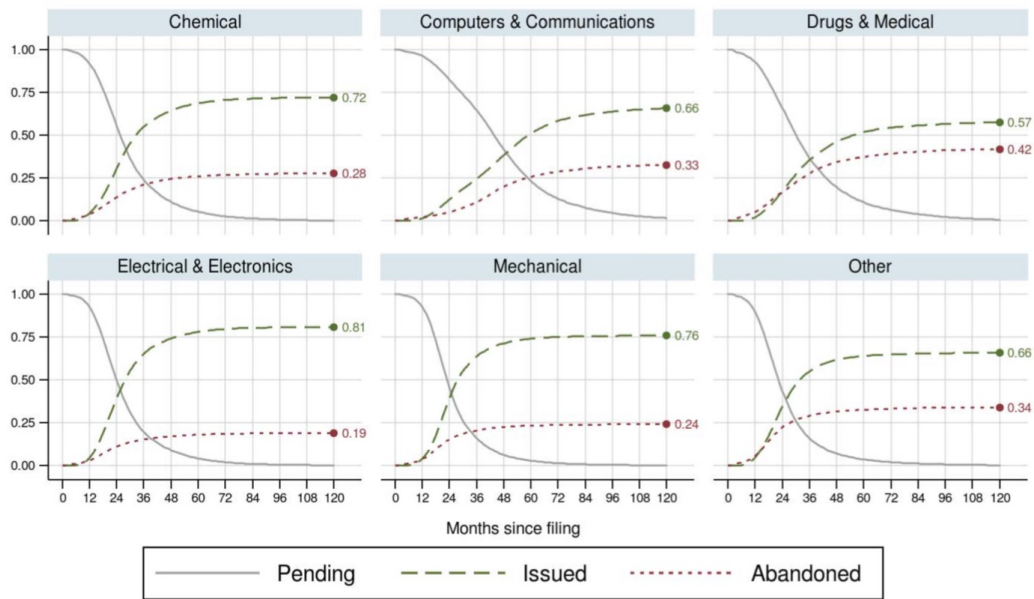 Chemical
Computers & Communications
Drugs & Medical
1.00
0.75
0.50
0.25
0.00
0.72
0.28
0.66
0.33
0.57
0.42
Electrical & Electronics
Mechanical
Other
1.00
0.75
0.50
0.25
0.00
0.81
0.19
0.76
0.24
0.66
0.34
0 12 24 36 48 60 72 84 96 108 120
0 12 24 36 48 60 72 84 96 108 120
0 12 24 36 48 60 72 84 96 108 120
Months since filing
Pending Issued Abandoned